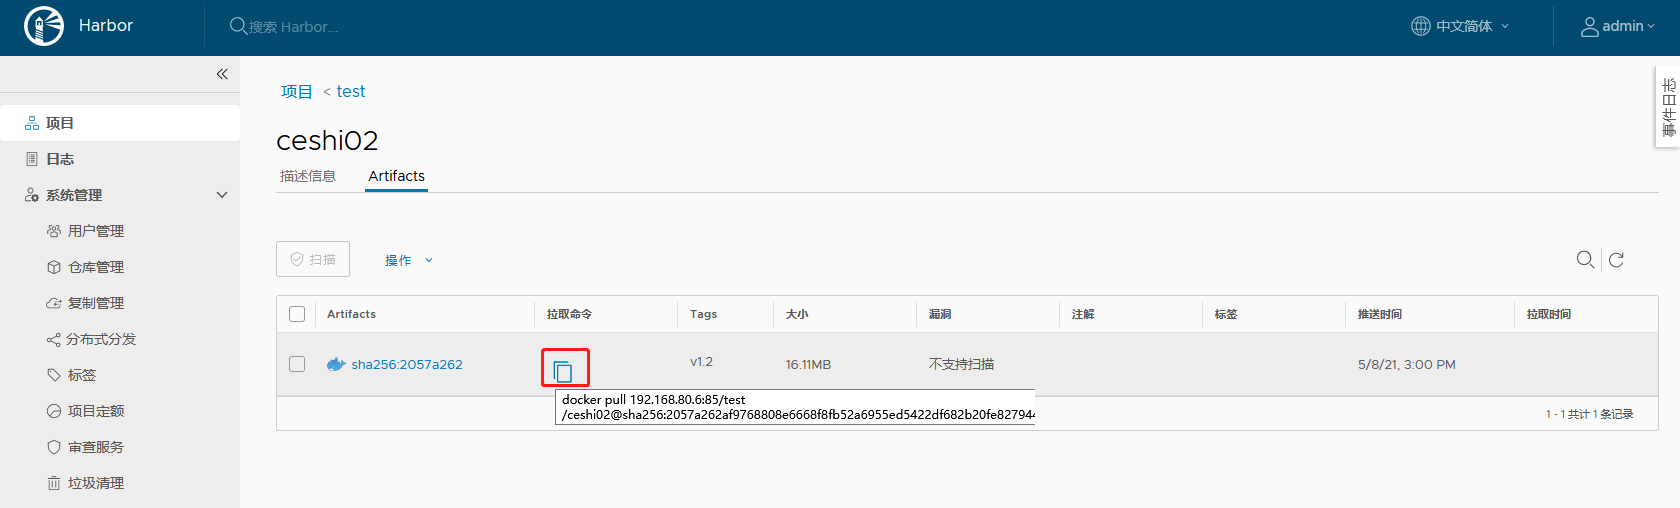 Harbor
搜索 Harbor...
中文简体
admin
事件日志
项目
日志
系统管理
用户管理
仓库管理
复制管理
分布式分发
标签
项目定额
审查服务
垃圾清理
项目 < test
ceshi02
描述信息 Artifacts
扫描 操作
Artifacts 拉取命令 Tags 大小 漏洞 注解 标签 推送时间 拉取时间
sha256:2057a262 v1.2 16.11MB 不支持扫描 5/8/21, 3:00 PM
docker pull 192.168.80.6:85/test
/ceshi02@sha256:2057a262af9768808e6668f8fb52a6955ed5422df682b20fe827944
1 - 1 共计 1 条记录